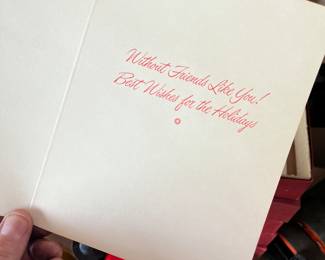 Without Friends Like You!
Best Wishes for the Holidays